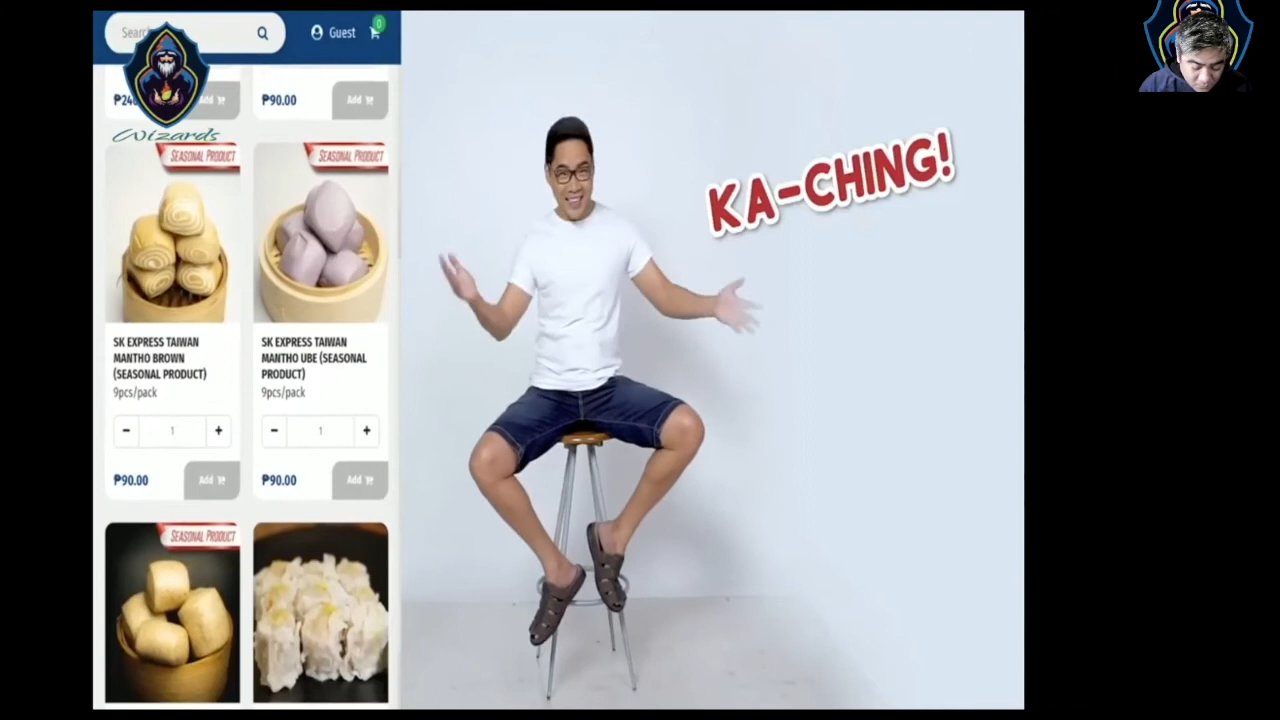 Search
Guest
0
Wizards
₱240
Add
₱90.00
Add
SEASONAL PRODUCT
SEASONAL PRODUCT
SK EXPRESS TAIWAN
MANTHO BROWN
(SEASONAL PRODUCT)
9pcs/pack
SK EXPRESS TAIWAN
MANTHO UBE (SEASONAL
PRODUCT)
9pcs/pack
- 1 +
- 1 +
₱90.00
Add
₱90.00
Add
SEASONAL PRODUCT
KA-CHING!